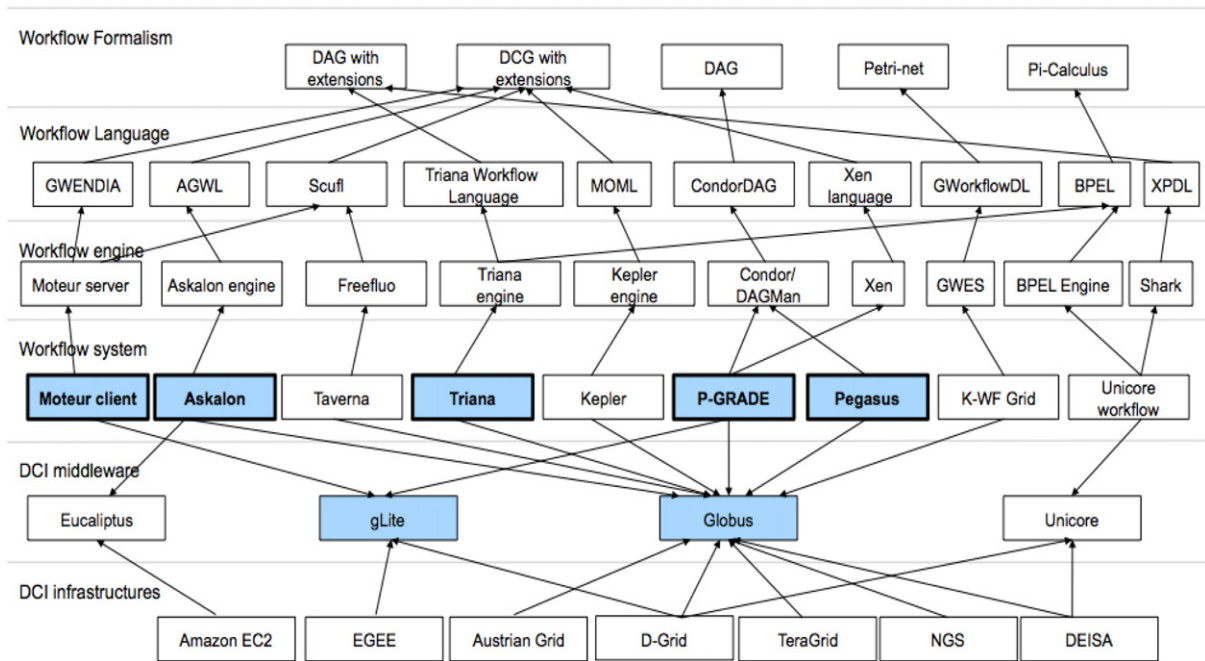 Workflow Formalism
DAG with
extensions
DCG with
extensions
DAG
Petri-net
Pi-Calculus
Workflow Language
GWENDIA
AGWL
Scufl
Triana Workflow
Language
MOML
CondorDAG
Xen
language
GWorkflowDL
BPEL
XPDL
Workflow engine
Moteur server
Askalon engine
Freefluo
Triana
engine
Kepler
engine
Condor/
DAGMan
Xen
GWES
BPEL Engine
Shark
Workflow system
Moteur client
Askalon
Taverna
Triana
Kepler
P-GRADE
Pegasus
K-WF Grid
Unicore
workflow
DCI middleware
Eucaliptus
gLite
Globus
Unicore
DCI infrastructures
Amazon EC2
EGEE
Austrian Grid
D-Grid
TeraGrid
NGS
DEISA